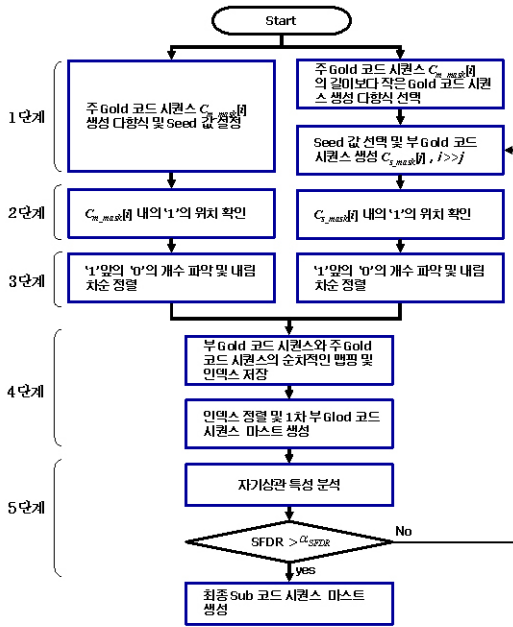 Start
1단계
주 Gold 코드 시퀀스 C_m_mask[i]
생성 다항식 및 Seed 값 결정
주 Gold 코드 시퀀스 C_m_mask[i]
의 길이보다 작은 Gold 코드 시퀀
스 생성 다항식 선택
Seed 값 선택 및 부 Gold 코드
시퀀스 생성 C_s_mask[j] , i>>j
2단계
C_m_mask[i] 내의 '1'의 위치 확인
C_s_mask[j] 내의 '1'의 위치 확인
3단계
'1'앞의 '0'의 개수 파악 및 내림
차순 정렬
'1'앞의 '0'의 개수 파악 및 내림
차순 정렬
4단계
부 Gold 코드 시퀀스와 주 Gold
코드 시퀀스의 순차적인 맵핑 및
인덱스 저장
인덱스 정렬 및 1차 부 Glod 코드
시퀀스 마스트 생성
5단계
자기상관 특성 분석
SFDR > α_SFDR
No
yes
최종 Sub 코드 시퀀스 마스트
생성